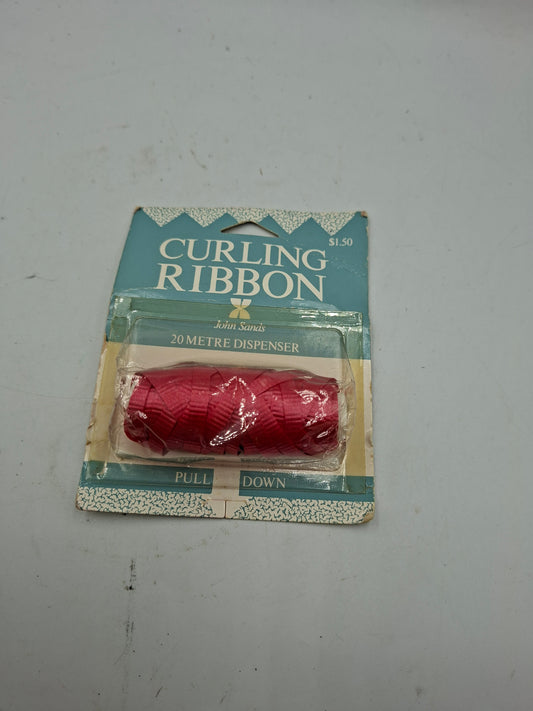 $1.50
CURLING
RIBBON
John Sands
20 METRE DISPENSER
PULL DOWN